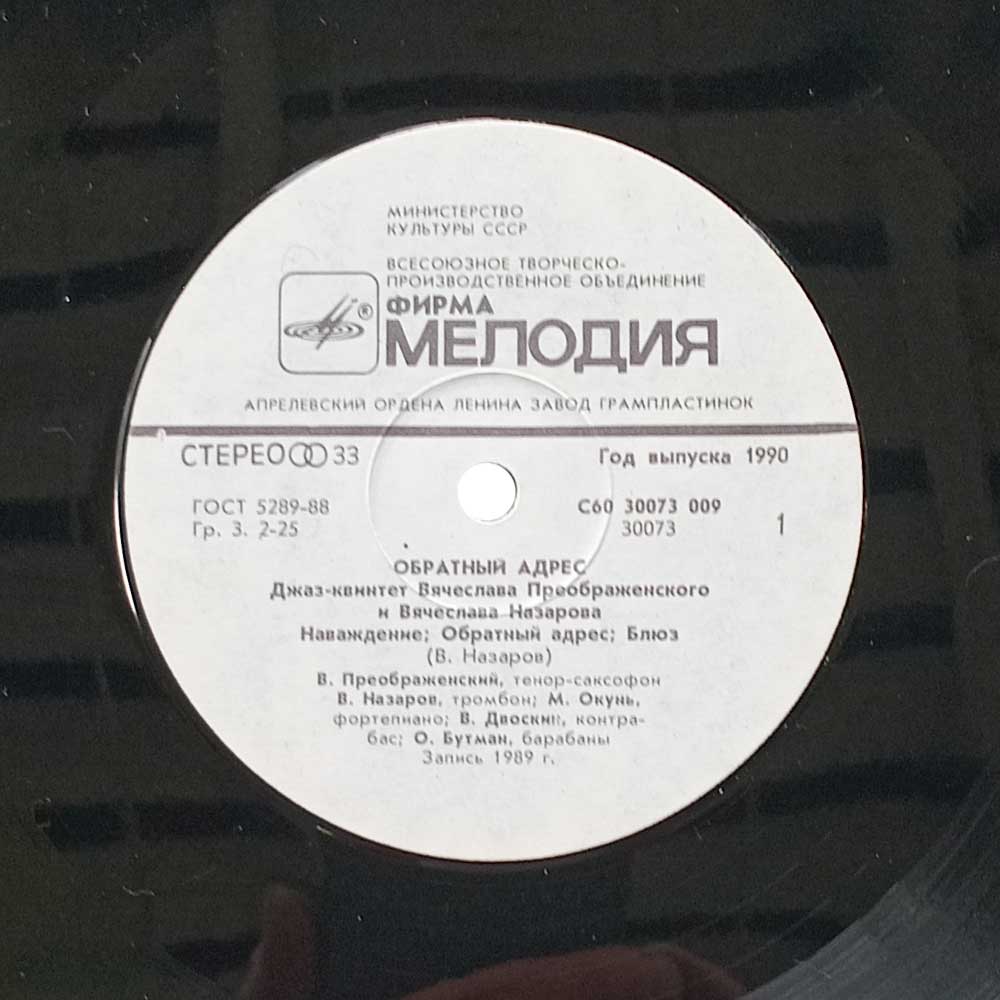 МИНИСТЕРСТВО
КУЛЬТУРЫ СССР
ВСЕСОЮЗНОЕ ТВОРЧЕСКО-
ПРОИЗВОДСТВЕННОЕ ОБЪЕДИНЕНИЕ
ФИРМА
®
МЕЛОДИЯ
АПРЕЛЕВСКИЙ ОРДЕНА ЛЕНИНА ЗАВОД ГРАМПЛАСТИНОК
СТЕРЕО 33
Год выпуска 1990
ГОСТ 5289-88
С60 30073 009
Гр. 3. 2-25
30073
1
ОБРАТНЫЙ АДРЕС
Джаз-квинтет Вячеслава Преображенского
и Вячеслава Назарова
Наваждение; Обратный адрес; Блюз
(В. Назаров)
В. Преображенский, тенор-саксофон
В. Назаров, тромбон; М. Окунь,
фортепиано; В. Двоскин, контра-
бас; О. Бутман, барабаны
Запись 1989 г.